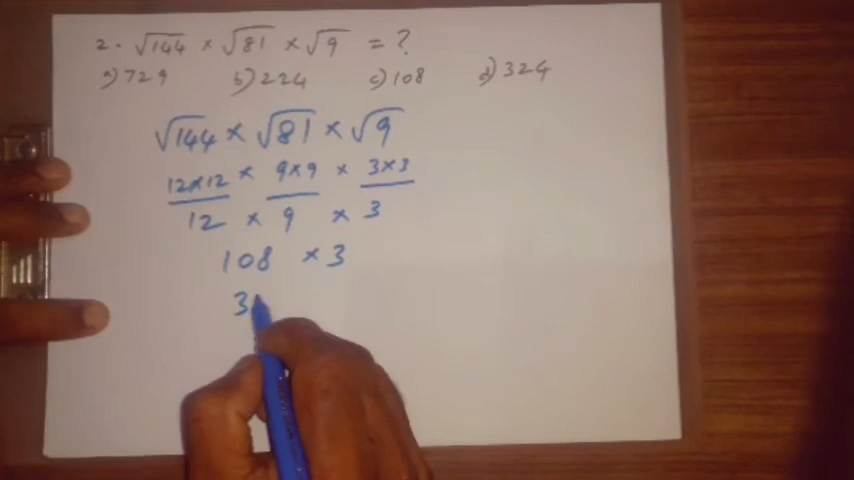 2. √144 × √81 × √9 = ?
a) 729 b) 224 c) 108 d) 324
√144 × √81 × √9
12×12 × 9×9 × 3×3
12 × 9 × 3
108 × 3
3